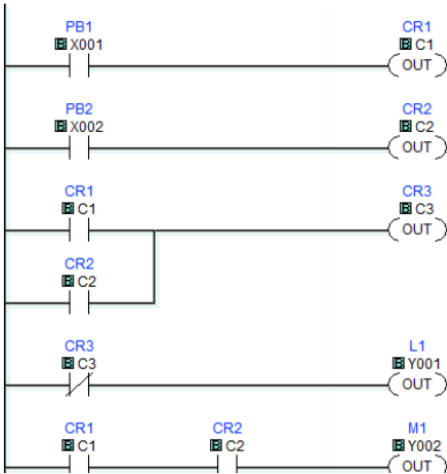 PB1 CR1
B X001 B C1
OUT
PB2 CR2
B X002 B C2
OUT
CR1 CR3
B C1 B C3
OUT
CR2
B C2
CR3 L1
B C3 B Y001
OUT
CR1 CR2 M1
B C1 B C2 B Y002
OUT